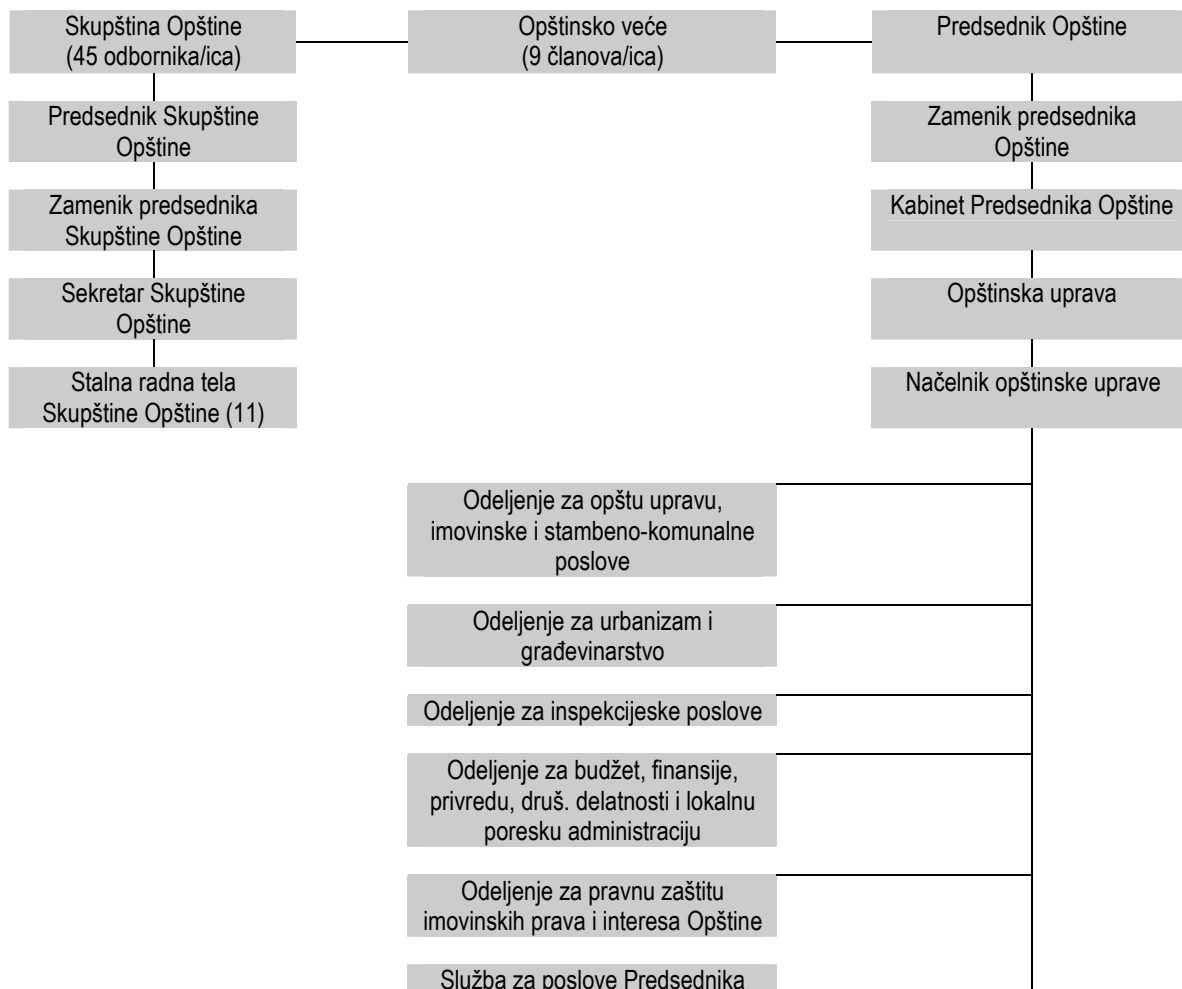 Skupština Opštine
(45 odbornika/ica)
Opštinsko veće
(9 članova/ica)
Predsednik Opštine
Predsednik Skupštine
Opštine
Zamenik predsednika
Opštine
Zamenik predsednika
Skupštine Opštine
Kabinet Predsednika Opštine
Sekretar Skupštine
Opštine
Opštinska uprava
Stalna radna tela
Skupštine Opštine (11)
Načelnik opštinske uprave
Odeljenje za opštu upravu,
imovinske i stambeno-komunalne
poslove
Odeljenje za urbanizam i
građevinarstvo
Odeljenje za inspekcijeske poslove
Odeljenje za budžet, finansije,
privredu, druš. delatnosti i lokalnu
poresku administraciju
Odeljenje za pravnu zaštitu
imovinskih prava i interesa Opštine
Služba za poslove Predsednika